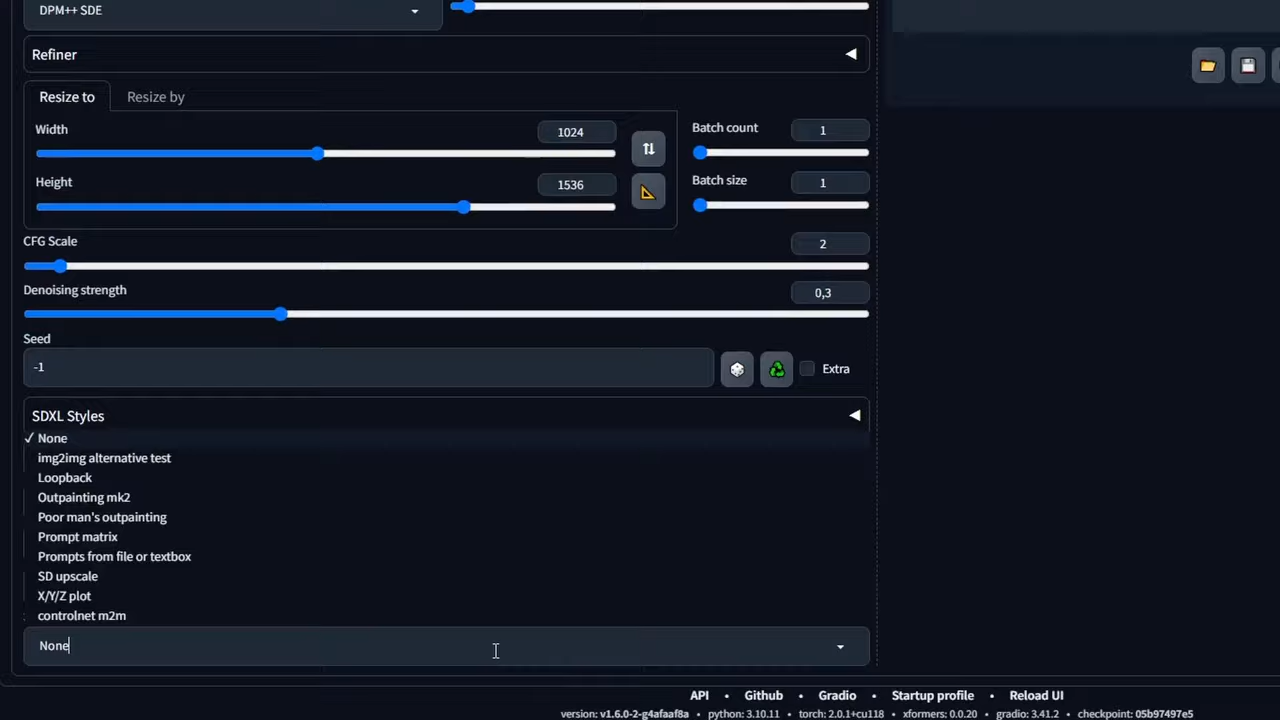 DPM++ SDE
Refiner
Resize to
Resize by
Width
1024
Height
1536
Batch count
1
Batch size
1
CFG Scale
2
Denoising strength
0,3
Seed
-1
Extra
SDXL Styles
✓ None
img2img alternative test
Loopback
Outpainting mk2
Poor man's outpainting
Prompt matrix
Prompts from file or textbox
SD upscale
X/Y/Z plot
controlnet m2m
None
API • Github • Gradio • Startup profile • Reload UI
version: v1.6.0-2-g4afaaf8a • python: 3.10.11 • torch: 2.0.1+cu118 • xformers: 0.0.20 • gradio: 3.41.2 • checkpoint: 05b97497e5